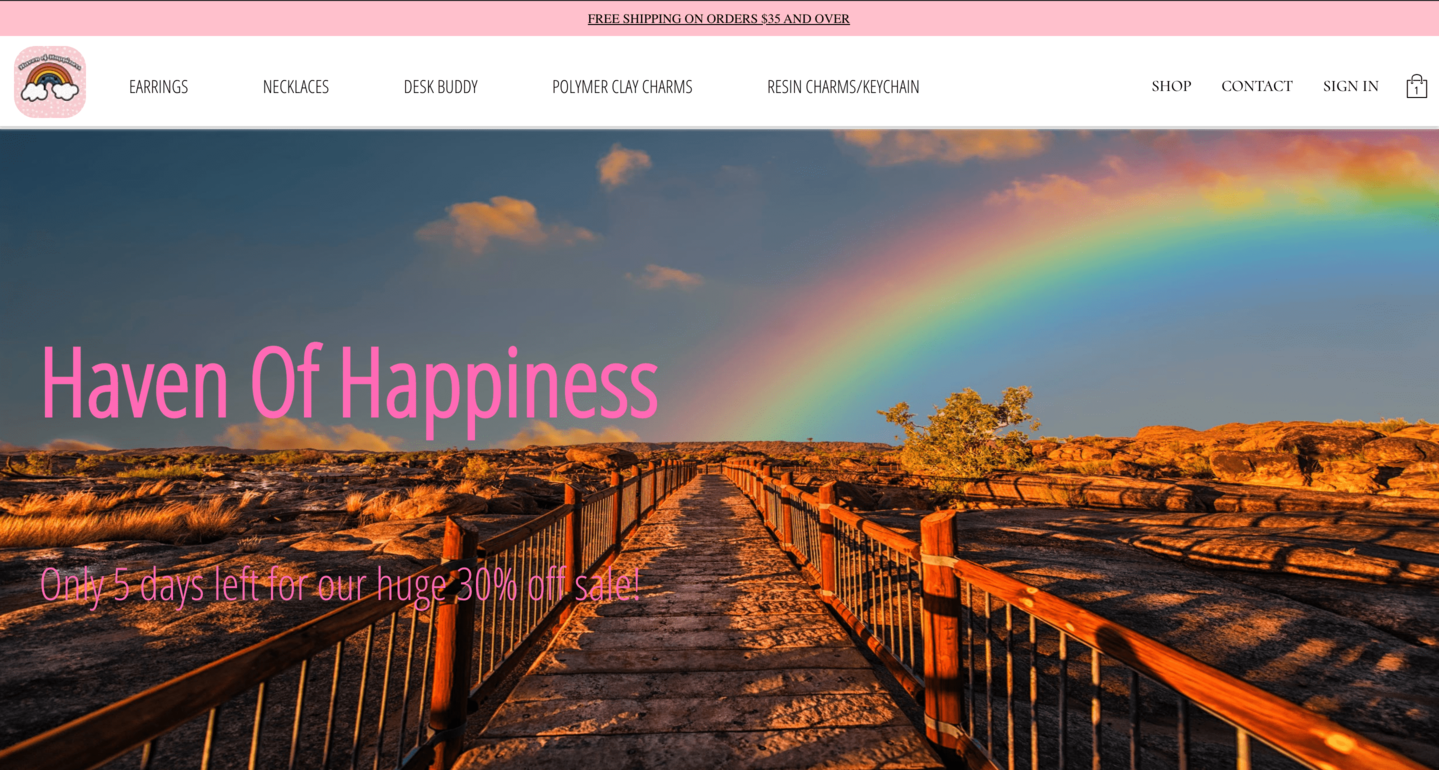 FREE SHIPPING ON ORDERS $35 AND OVER
Haven of Happiness
EARRINGS
NECKLACES
DESK BUDDY
POLYMER CLAY CHARMS
RESIN CHARMS/KEYCHAIN
SHOP
CONTACT
SIGN IN
1
Haven Of Happiness
Only 5 days left for our huge 30% off sale!